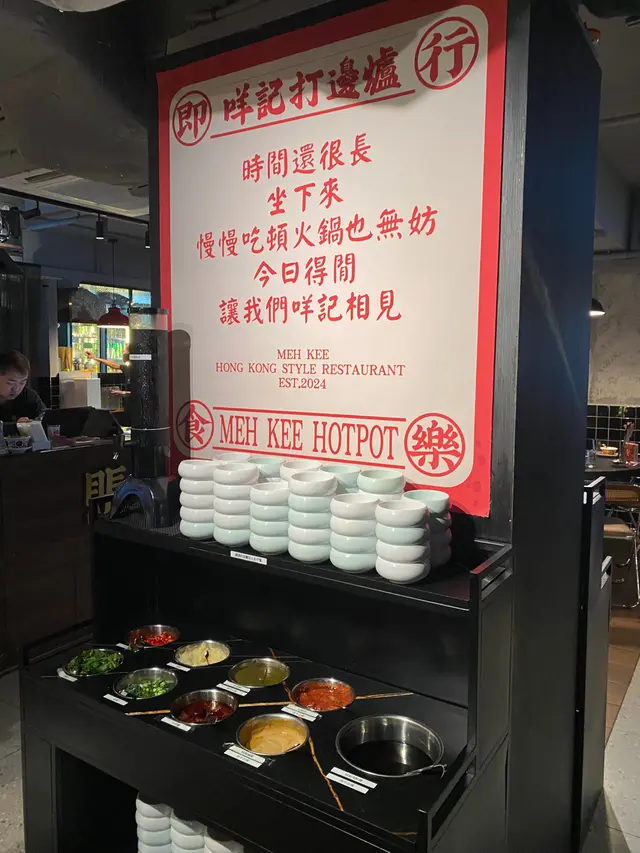 即 咩記打邊爐 行
時間還很長
坐下來
慢慢吃頓火鍋也無妨
今日得閒
讓我們咩記相見
MEH KEE
HONG KONG STYLE RESTAURANT
EST.2024
食 MEH KEE HOTPOT 樂